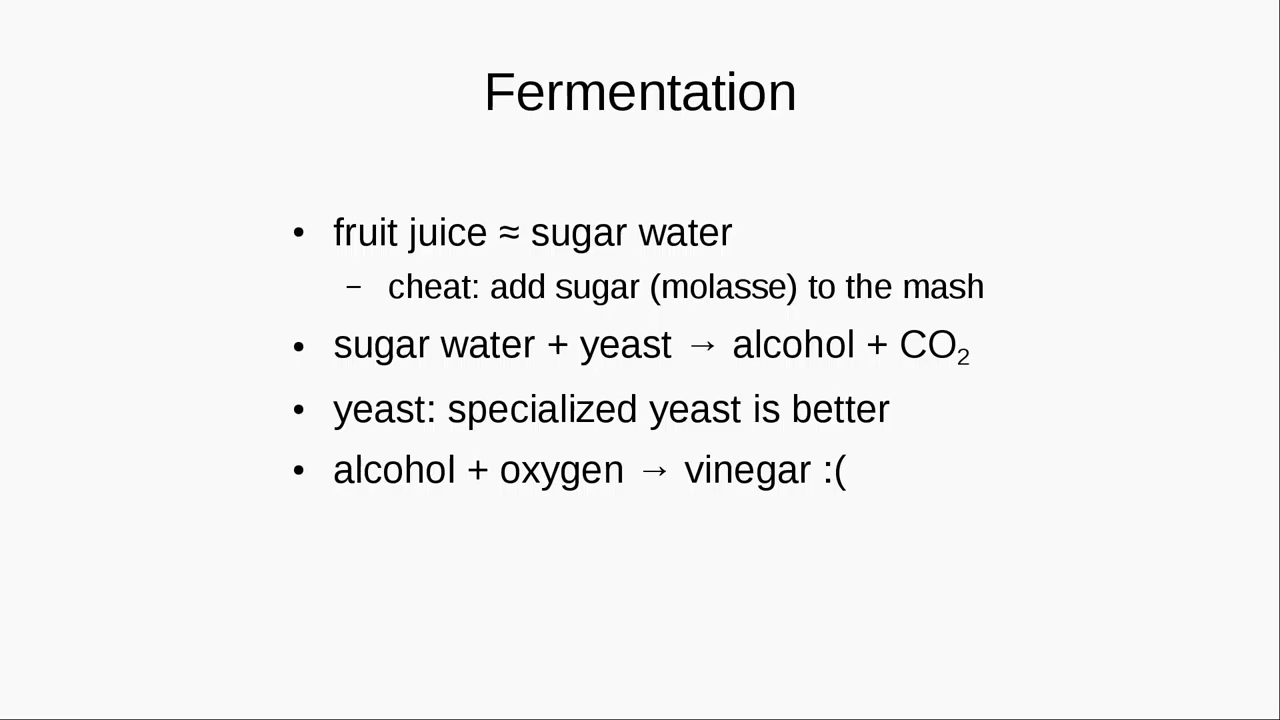 Fermentation
• fruit juice ≈ sugar water
– cheat: add sugar (molasse) to the mash
• sugar water + yeast → alcohol + CO₂
• yeast: specialized yeast is better
• alcohol + oxygen → vinegar :(